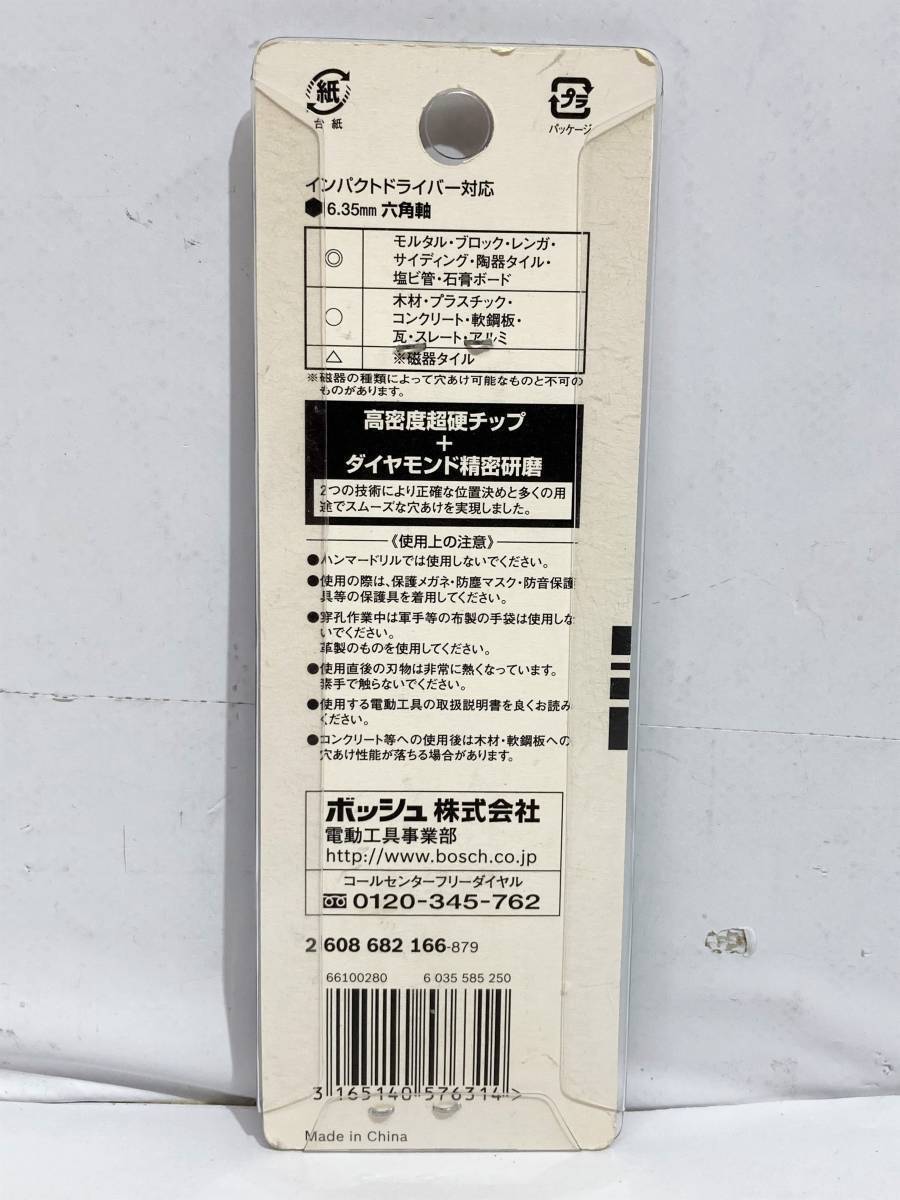 紙
台紙
プラ
パッケージ
インパクトドライバー対応
6.35mm 六角軸
◎ モルタル・ブロック・レンガ・
サイディング・陶器タイル・
塩ビ管・石膏ボード
○ 木材・プラスチック・
コンクリート・軟鋼板・
瓦・スレート・アルミ
△ ※磁器タイル
※磁器の種類によって穴あけ可能なものと不可の
ものがあります。
高密度超硬チップ
+
ダイヤモンド精密研磨
2つの技術により正確な位置決めと多くの用
途でスムーズな穴あけを実現しました。
《使用上の注意》
●ハンマードリルでは使用しないでください。
●使用の際は、保護メガネ・防塵マスク・防音保護
具等の保護具を着用してください。
●穿孔作業中は軍手等の布製の手袋は使用しな
いでください。
革製のものを使用してください。
●使用直後の刃物は非常に熱くなっています。
素手で触らないでください。
●使用する電動工具の取扱説明書を良くお読み
ください。
●コンクリート等への使用後は木材・軟鋼板への
穴あけ性能が落ちる場合があります。
ボッシュ株式会社
電動工具事業部
http://www.bosch.co.jp
コールセンターフリーダイヤル
0120-345-762
2 608 682 166-879
66100280 6 035 585 250
3 165140 576314 >
Made in China